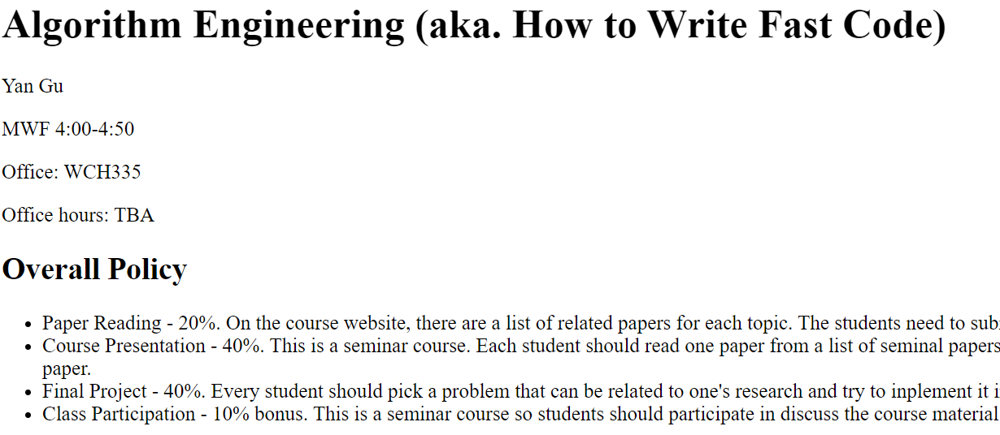 Algorithm Engineering (aka. How to Write Fast Code)
Yan Gu
MWF 4:00-4:50
Office: WCH335
Office hours: TBA
Overall Policy
• Paper Reading - 20%. On the course website, there are a list of related papers for each topic. The students need to
• Course Presentation - 40%. This is a seminar course. Each student should read one paper from a list of seminal papers
paper.
• Final Project - 40%. Every student should pick a problem that can be related to one's research and try to inplement it
• Class Participation - 10% bonus. This is a seminar course so students should participate in discuss the course material